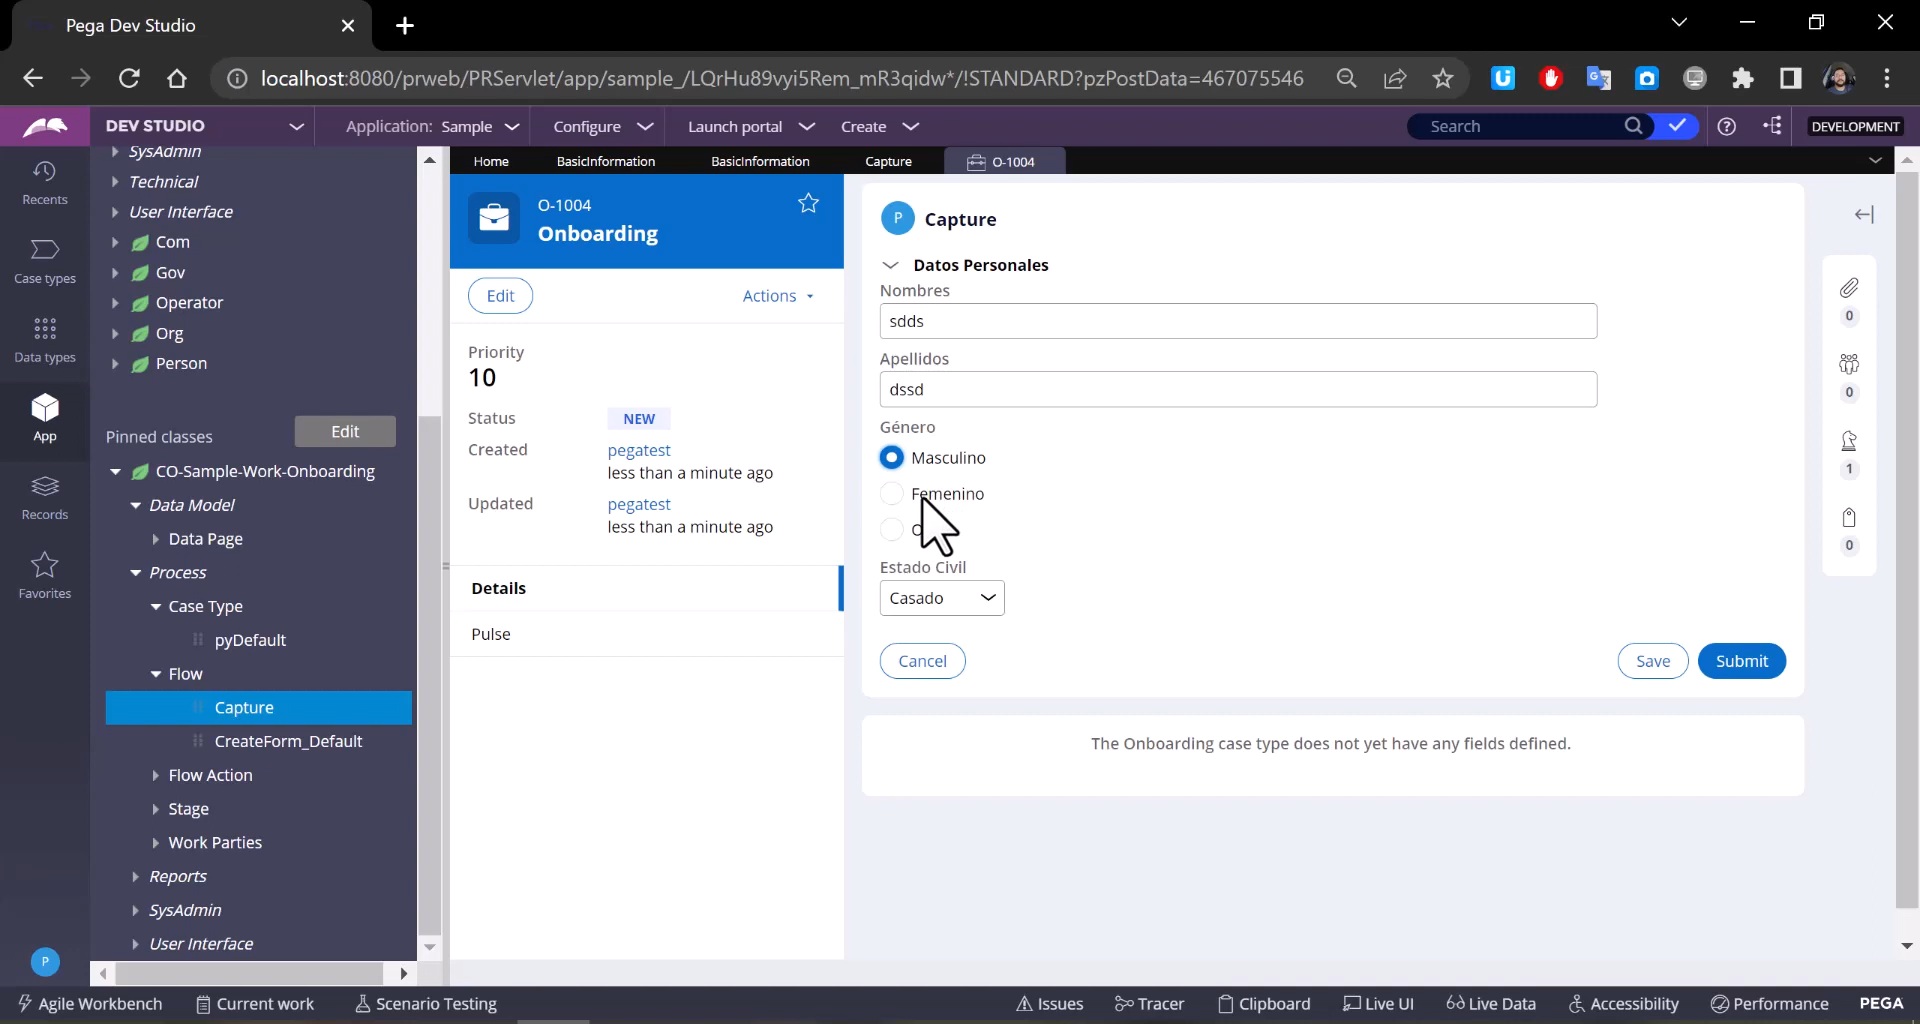 Pega Dev Studio
localhost:8080/prweb/PRServlet/app/sample_/LQrHu89vyi5Rem_mR3qidw*/!STANDARD?pzPostData=467075546
DEV STUDIO
Application: Sample
Configure
Launch portal
Create
Search
DEVELOPMENT
Recents
Case types
Data types
App
Records
Favorites
P
SysAdmin
Technical
User Interface
Com
Gov
Operator
Org
Person
Pinned classes
Edit
CO-Sample-Work-Onboarding
Data Model
Data Page
Process
Case Type
pyDefault
Flow
Capture
CreateForm_Default
Flow Action
Stage
Work Parties
Reports
SysAdmin
User Interface
Home
BasicInformation
BasicInformation
Capture
O-1004
O-1004
Onboarding
Edit
Actions
Priority
10
Status NEW
Created pegatest
less than a minute ago
Updated pegatest
less than a minute ago
Details
Pulse
P Capture
Datos Personales
Nombres
sdds
Apellidos
dssd
Género
Masculino
Femenino
Estado Civil
Casado
Cancel
Save
Submit
The Onboarding case type does not yet have any fields defined.
0
0
1
0
Agile Workbench
Current work
Scenario Testing
Issues
Tracer
Clipboard
Live UI
Live Data
Accessibility
Performance
PEGA